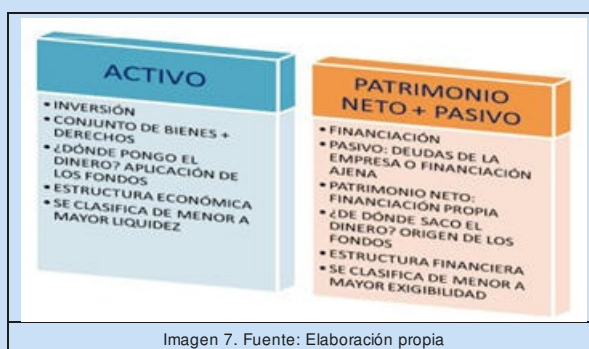 ACTIVO
• INVERSIÓN
• CONJUNTO DE BIENES +
DERECHOS
• ¿DÓNDE PONGO EL
DINERO? APLICACIÓN DE
LOS FONDOS
• ESTRUCTURA ECONÓMICA
• SE CLASIFICA DE MENOR A
MAYOR LIQUIDEZ
PATRIMONIO
NETO + PASIVO
• FINANCIACIÓN
• PASIVO: DEUDAS DE LA
EMPRESA O FINANCIACIÓN
AJENA
• PATRIMONIO NETO:
FINANCIACIÓN PROPIA
• ¿DE DÓNDE SACO EL
DINERO? ORIGEN DE LOS
FONDOS
• ESTRUCTURA FINANCIERA
• SE CLASIFICA DE MENOR A
MAYOR EXIGIBILIDAD
Imagen 7. Fuente: Elaboración propia